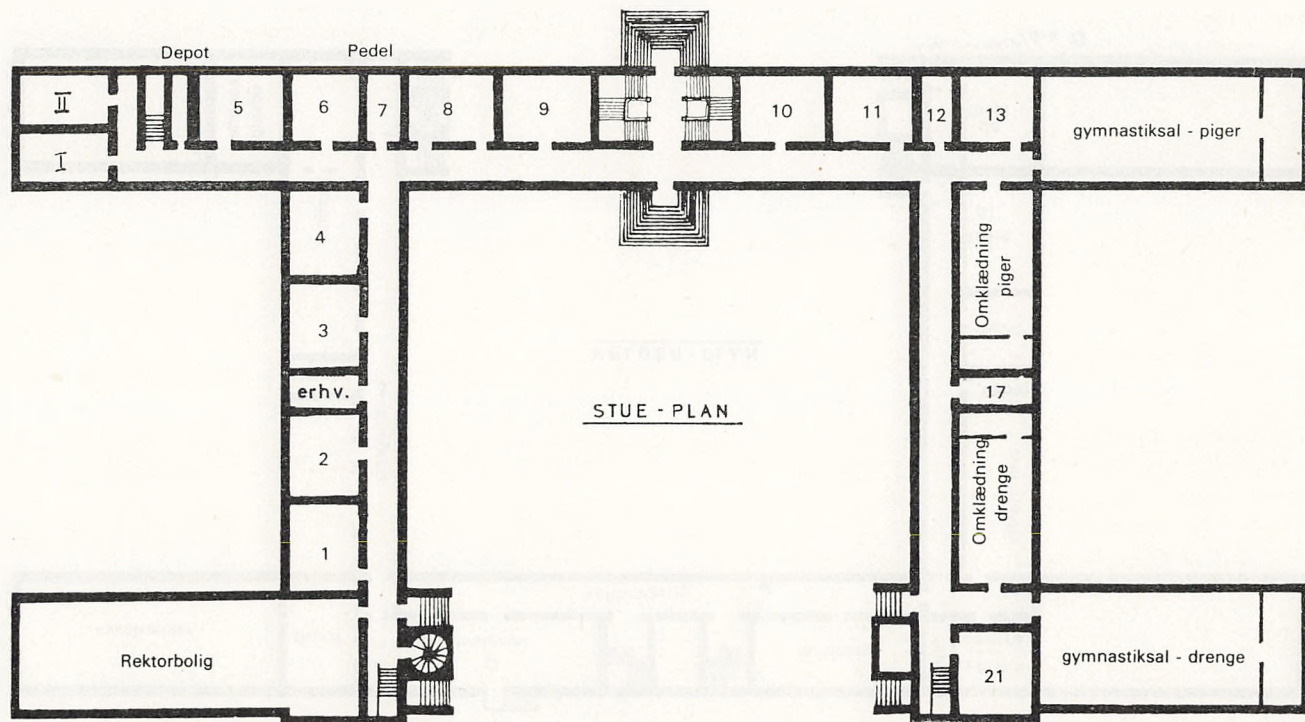 Depot
Pedel
II
5
6
7
8
9
10
11
12
13
gymnastiksal - piger
I
4
Omklædning
piger
3
erhv.
17
STUE - PLAN
2
Omklædning
drenge
1
Rektorbolig
21
gymnastiksal - drenge